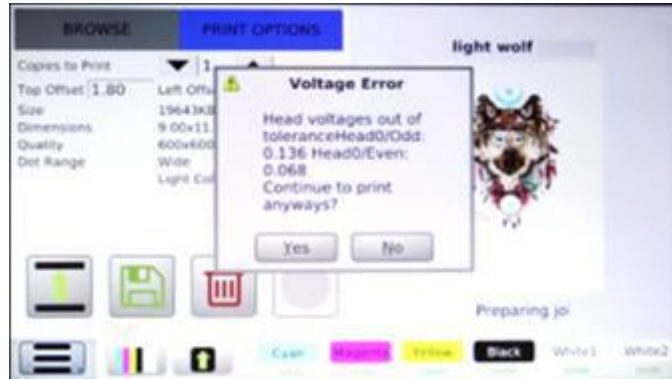 BROWSE
PRINT OPTIONS
light wolf
Copies to Print
1
Top Offset 1.80
Left Offs
Size
19643KB
Dimensions
9.00x11.
Quality
600x600
Dot Range
Wide
Light Col
Voltage Error
Head voltages out of
toleranceHead0/Odd:
0.136 Head0/Even:
0.068
Continue to print
anyways?
Yes
No
Preparing jo
Cyan
Magenta
Yellow
Black
White1
White2